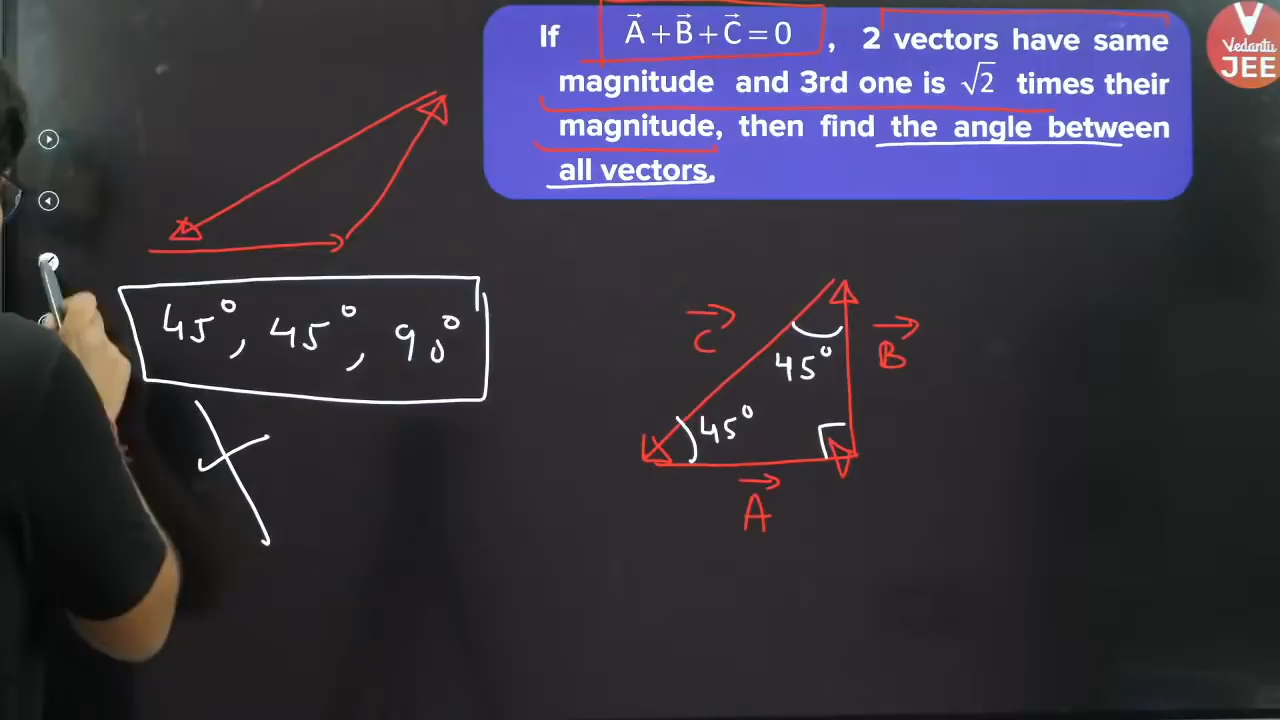 If A⃗ + B⃗ + C⃗ = 0 , 2 vectors have same
magnitude and 3rd one is √2 times their
magnitude, then find the angle between
all vectors.
Vedantu
JEE
45°, 45°, 90°
C⃗
B⃗
45°
45°
A⃗